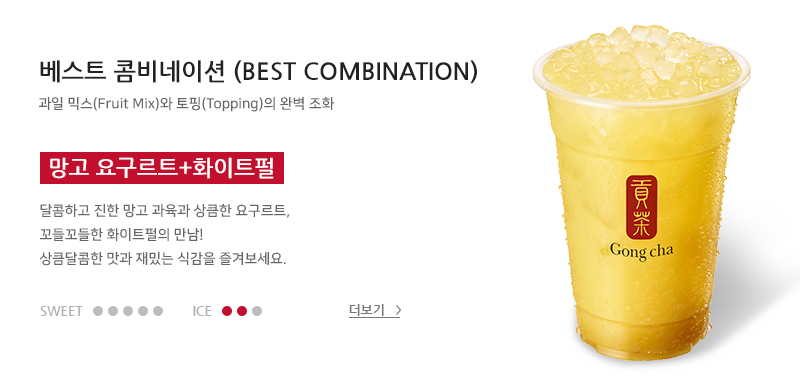 베스트 콤비네이션 (BEST COMBINATION)
과일 믹스(Fruit Mix)와 토핑(Topping)의 완벽 조화
망고 요구르트+화이트펄
달콤하고 진한 망고 과육과 상큼한 요구르트,
꼬들꼬들한 화이트펄의 만남!
상큼달콤한 맛과 재밌는 식감을 즐겨보세요.
SWEET ICE 더보기 >
貢茶
Gong cha